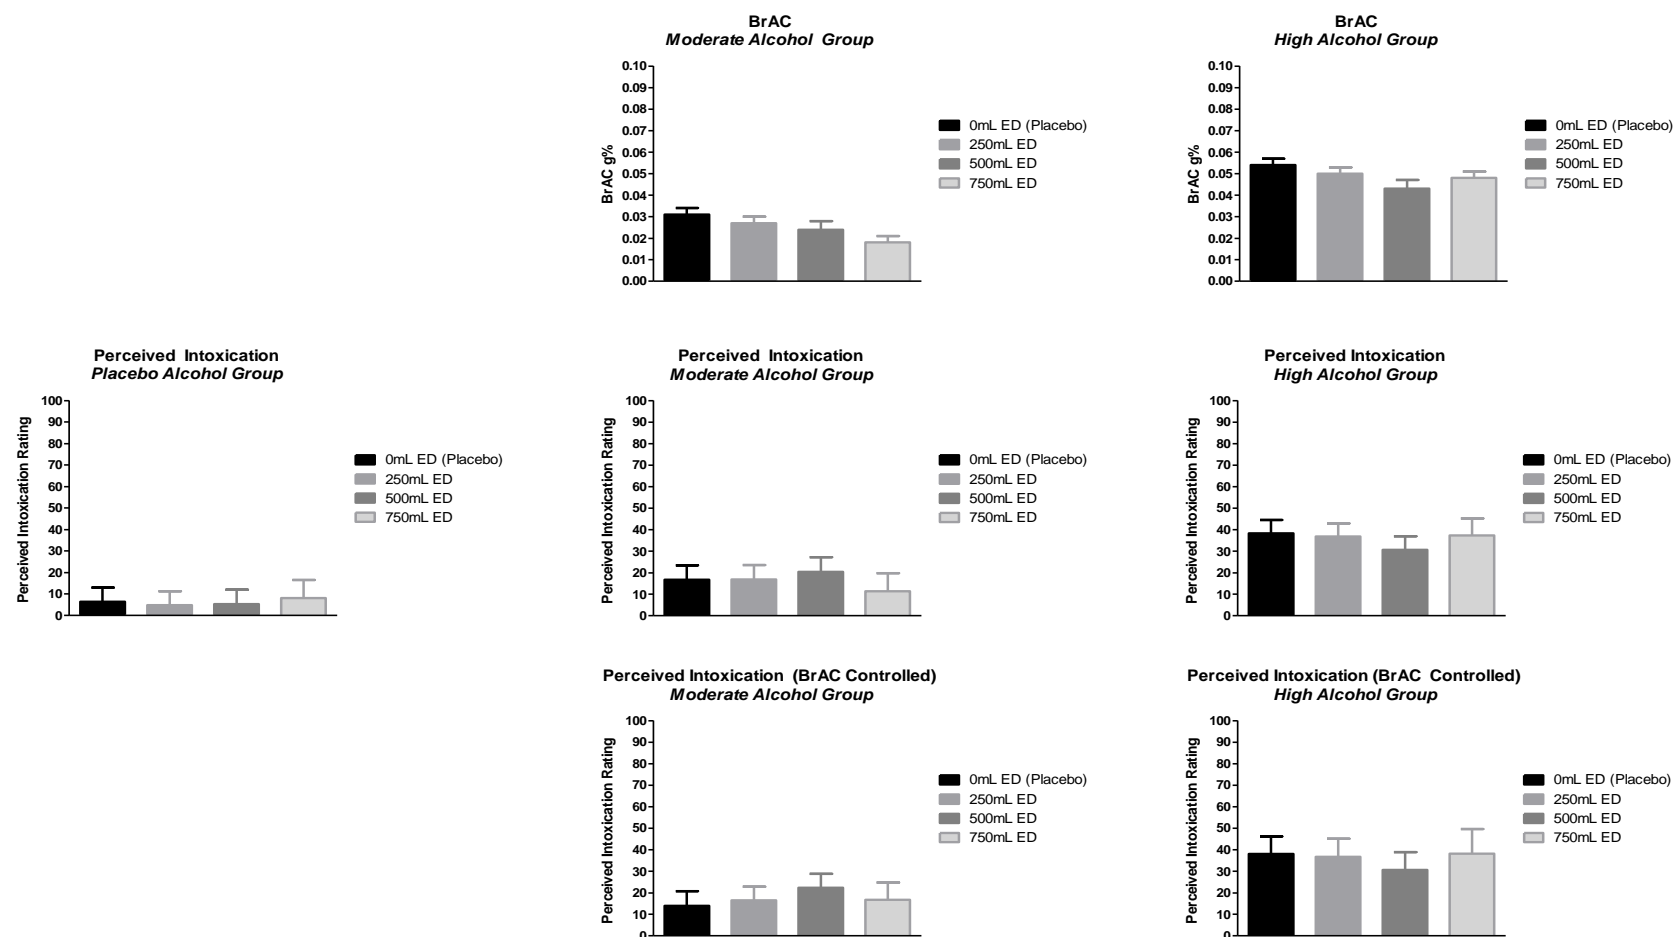 BrAC
Moderate Alcohol Group
0.10
0.09
0.08
0.07
0.06
0.05
0.04
0.03
0.02
0.01
0.00
BrAC g%
0mL ED (Placebo)
250mL ED
500mL ED
750mL ED
BrAC
High Alcohol Group
0.10
0.09
0.08
0.07
0.06
0.05
0.04
0.03
0.02
0.01
0.00
BrAC g%
0mL ED (Placebo)
250mL ED
500mL ED
750mL ED
Perceived Intoxication
Placebo Alcohol Group
100
90
80
70
60
50
40
30
20
10
0
Perceived Intoxication Rating
0mL ED (Placebo)
250mL ED
500mL ED
750mL ED
Perceived Intoxication
Moderate Alcohol Group
100
90
80
70
60
50
40
30
20
10
0
Perceived Intoxication Rating
0mL ED (Placebo)
250mL ED
500mL ED
750mL ED
Perceived Intoxication
High Alcohol Group
100
90
80
70
60
50
40
30
20
10
0
Perceived Intoxication Rating
0mL ED (Placebo)
250mL ED
500mL ED
750mL ED
Perceived Intoxication (BrAC Controlled)
Moderate Alcohol Group
100
90
80
70
60
50
40
30
20
10
0
Perceived Intoxication Rating
0mL ED (Placebo)
250mL ED
500mL ED
750mL ED
Perceived Intoxication (BrAC Controlled)
High Alcohol Group
100
90
80
70
60
50
40
30
20
10
0
Perceived Intoxication Rating
0mL ED (Placebo)
250mL ED
500mL ED
750mL ED